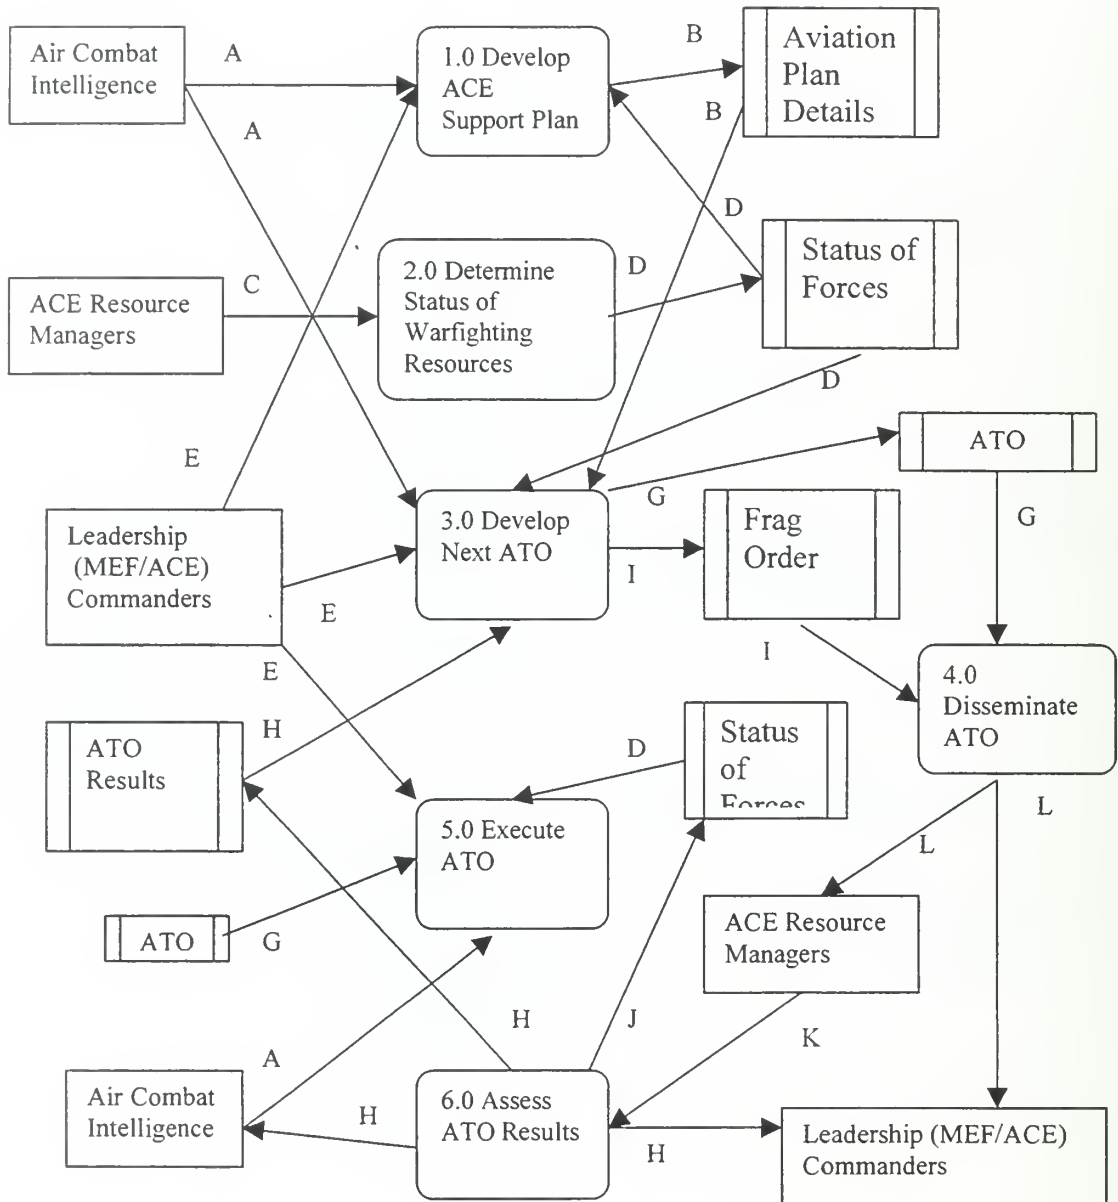 Air Combat
Intelligence
A
A
1.0 Develop
ACE
Support Plan
B
B
Aviation
Plan
Details
D
ACE Resource
Managers
C
2.0 Determine
Status of
Warfighting
Resources
D
Status of
Forces
D
E
Leadership
(MEF/ACE)
Commanders
E
E
3.0 Develop
Next ATO
G
ATO
G
I
Frag
Order
I
4.0
Disseminate
ATO
ATO
Results
H
D
Status
of
Forces
5.0 Execute
ATO
ATO
G
L
L
ACE Resource
Managers
K
H
J
A
Air Combat
Intelligence
H
6.0 Assess
ATO Results
H
Leadership (MEF/ACE)
Commanders